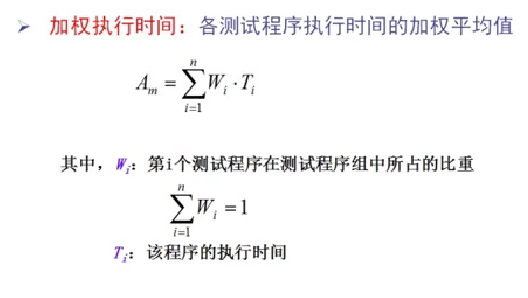 ➢ 加权执行时间：各测试程序执行时间的加权平均值
A_m = \sum_{i=1}^{n} W_i · T_i
其中，W_i：第i个测试程序在测试程序组中所占的比重
\sum_{i=1}^{n} W_i = 1
T_i：该程序的执行时间